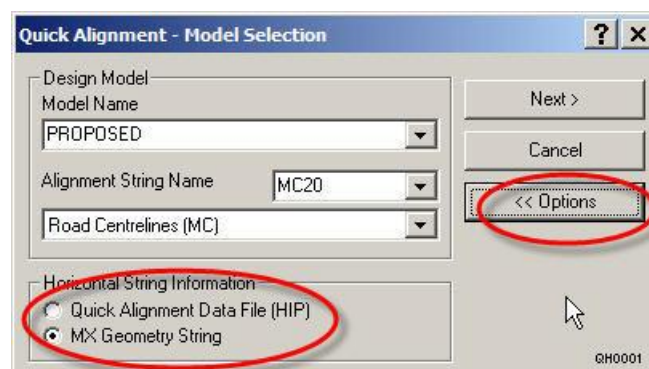 Quick Alignment - Model Selection
Design Model
Model Name
PROPOSED
Alignment String Name
MC20
Road Centrelines (MC)
Next >
Cancel
<< Options
Horizontal String Information
Quick Alignment Data File (HIP)
MX Geometry String
QH0001